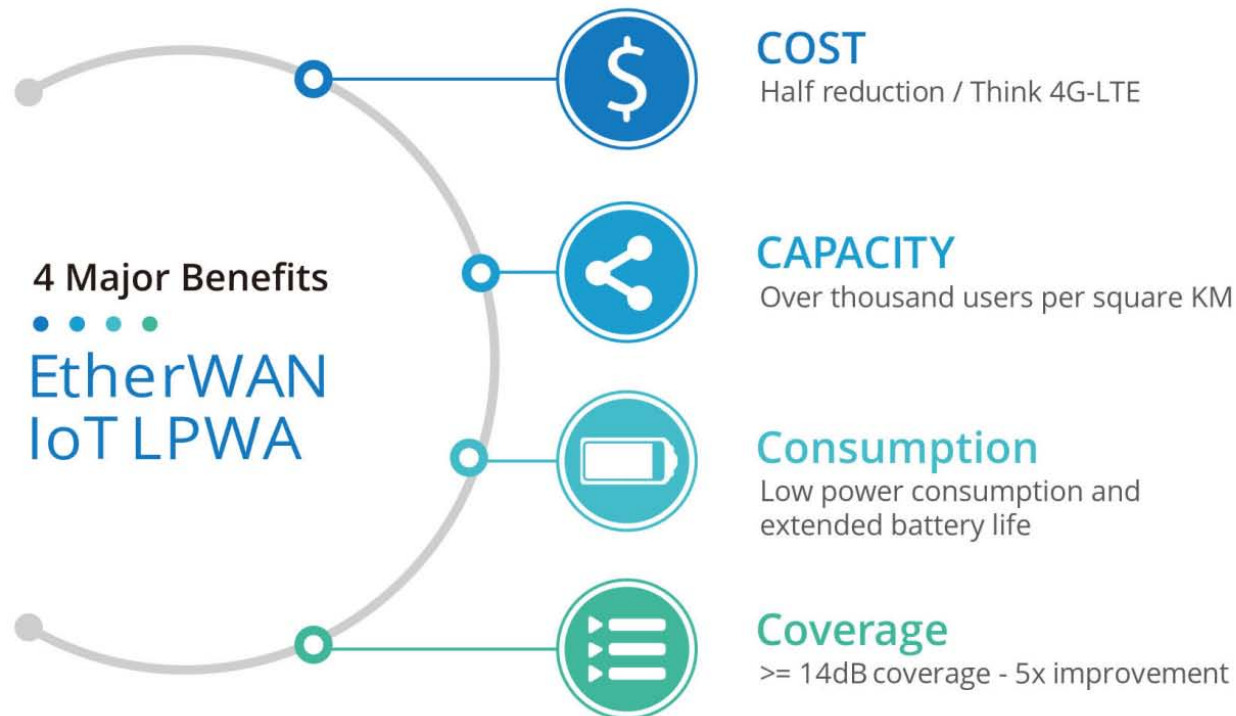 4 Major Benefits
EtherWAN
IoT LPWA
COST
Half reduction / Think 4G-LTE
CAPACITY
Over thousand users per square KM
Consumption
Low power consumption and
extended battery life
Coverage
>= 14dB coverage - 5x improvement